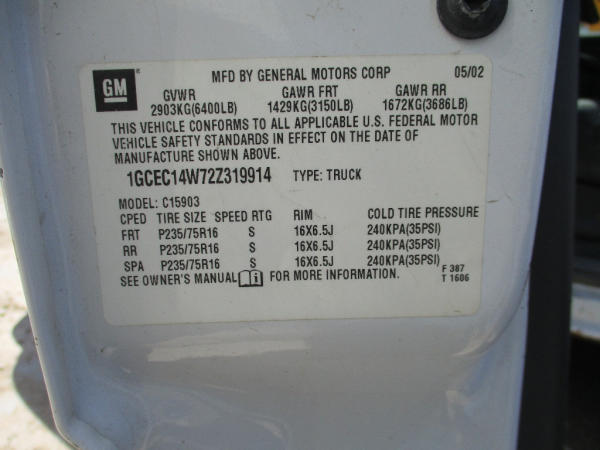 GM ®
MFD BY GENERAL MOTORS CORP 05/02
GVWR GAWR FRT GAWR RR
2903KG(6400LB) 1429KG(3150LB) 1672KG(3686LB)
THIS VEHICLE CONFORMS TO ALL APPLICABLE U.S. FEDERAL MOTOR
VEHICLE SAFETY STANDARDS IN EFFECT ON THE DATE OF
MANUFACTURE SHOWN ABOVE.
1GCEC14W72Z319914 TYPE: TRUCK
MODEL: C15903
CPED TIRE SIZE SPEED RTG RIM COLD TIRE PRESSURE
FRT P235/75R16 S 16X6.5J 240KPA(35PSI)
RR P235/75R16 S 16X6.5J 240KPA(35PSI)
SPA P235/75R16 S 16X6.5J 240KPA(35PSI)
SEE OWNER'S MANUAL i FOR MORE INFORMATION. F 387
T 1606